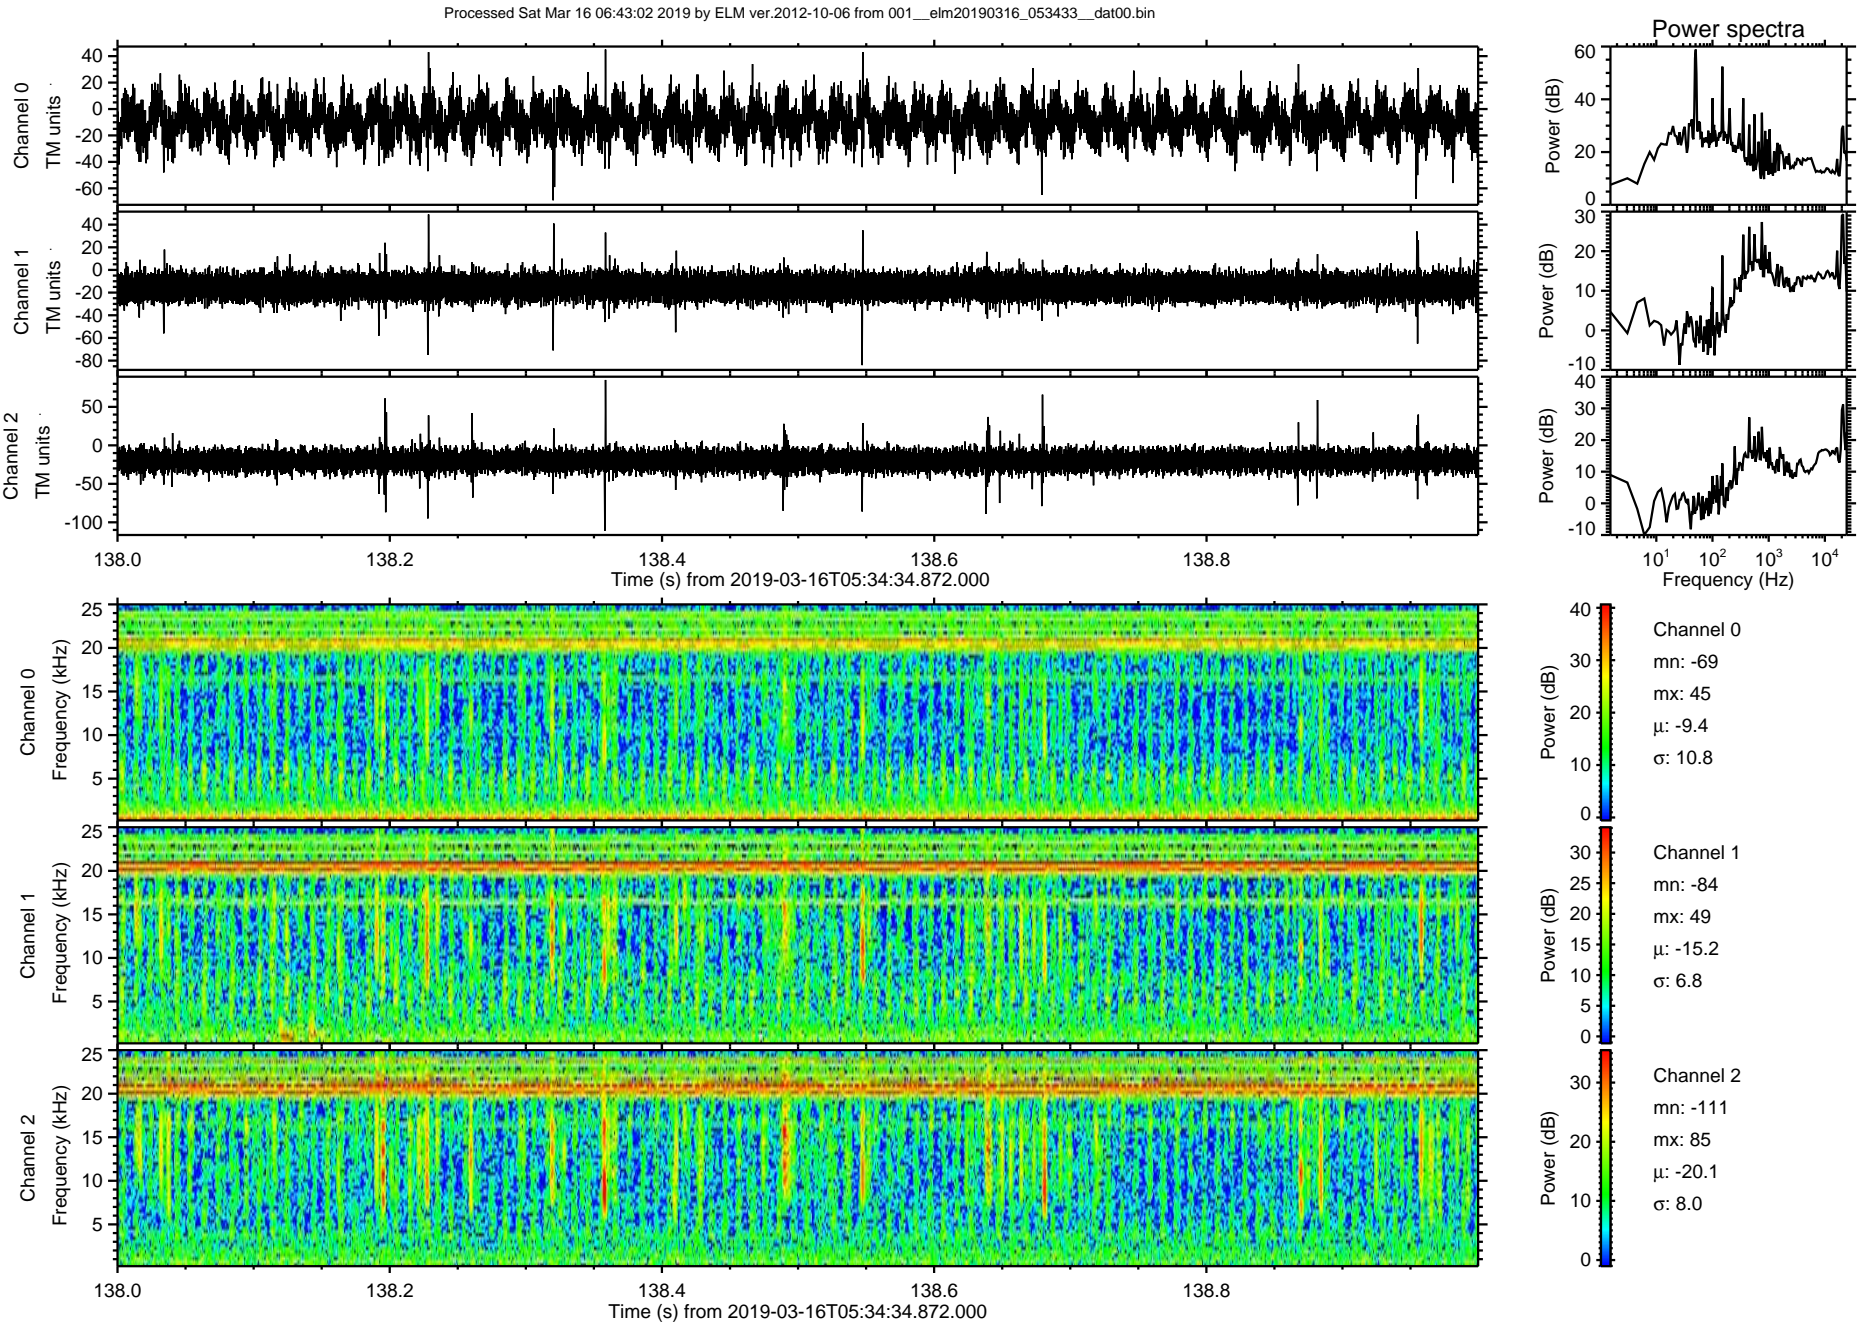 Processed Sat Mar 16 06:43:02 2019 by ELM ver.2012-10-06 from 001__elm20190316_053433__dat00.bin
Power spectra
Channel 0
TM units
40
20
0
-20
-40
-60
Power (dB)
60
40
20
0
Channel 1
TM units
40
20
0
-20
-40
-60
-80
Power (dB)
30
20
10
0
-10
Channel 2
TM units
50
0
-50
-100
Power (dB)
40
30
20
10
0
-10
138.0 138.2 138.4 138.6 138.8
Time (s) from 2019-03-16T05:34:34.872.000
10^1 10^2 10^3 10^4
Frequency (Hz)
Channel 0
Frequency (kHz)
25
20
15
10
5
Power (dB)
40
30
20
10
0
Channel 0
mn: -69
mx: 45
μ: -9.4
σ: 10.8
Channel 1
Frequency (kHz)
25
20
15
10
5
Power (dB)
30
25
20
15
10
5
0
Channel 1
mn: -84
mx: 49
μ: -15.2
σ: 6.8
Channel 2
Frequency (kHz)
25
20
15
10
5
Power (dB)
30
20
10
0
Channel 2
mn: -111
mx: 85
μ: -20.1
σ: 8.0
138.0 138.2 138.4 138.6 138.8
Time (s) from 2019-03-16T05:34:34.872.000